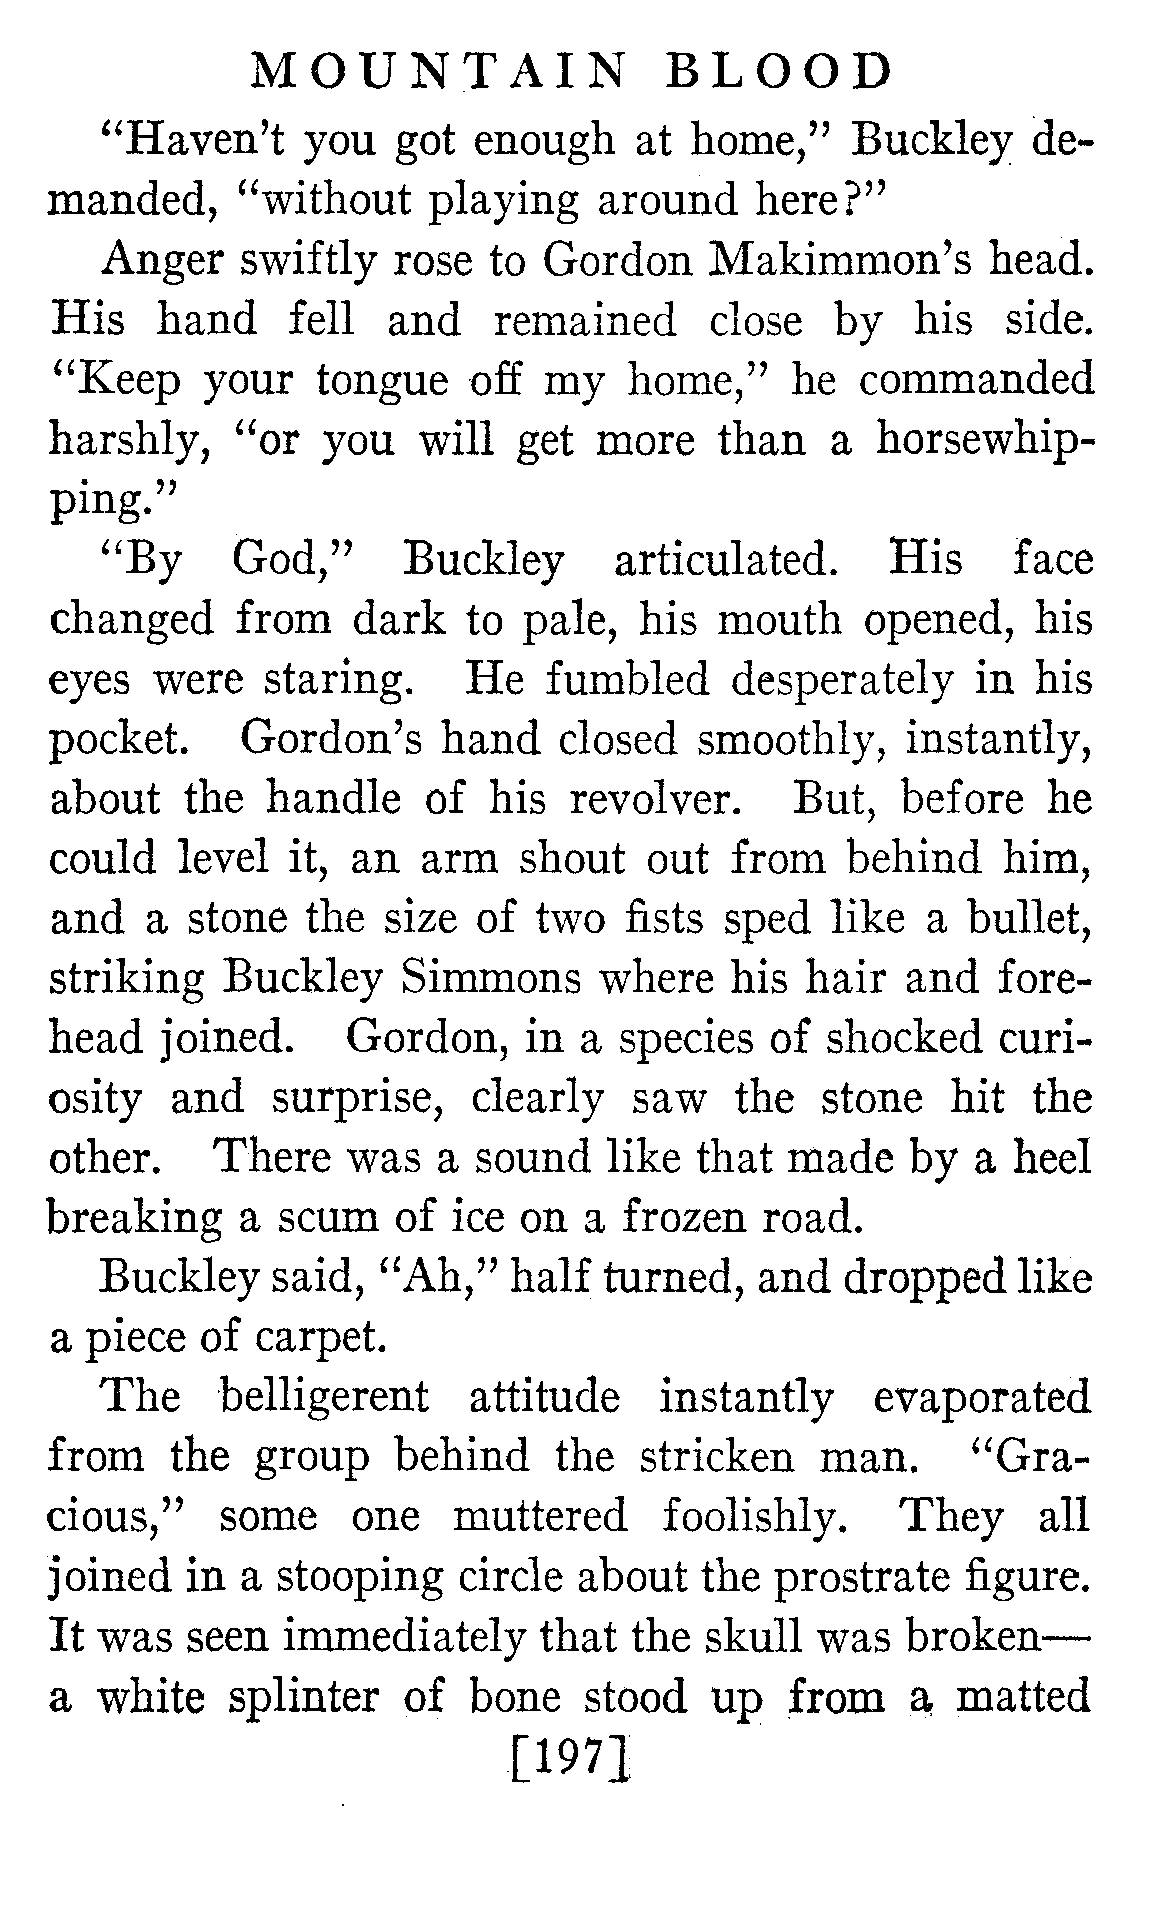 MOUNTAIN BLOOD
“Haven’t you got enough at home,” Buckley de-
manded, “without playing around here?”
Anger swiftly rose to Gordon Makimmon’s head.
His hand fell and remained close by his side.
“Keep your tongue off my home,” he commanded
harshly, “or you will get more than a horsewhip-
ping.”
“By God,” Buckley articulated. His face
changed from dark to pale, his mouth opened, his
eyes were staring. He fumbled desperately in his
pocket. Gordon’s hand closed smoothly, instantly,
about the handle of his revolver. But, before he
could level it, an arm shout out from behind him,
and a stone the size of two fists sped like a bullet,
striking Buckley Simmons where his hair and fore-
head joined. Gordon, in a species of shocked curi-
osity and surprise, clearly saw the stone hit the
other. There was a sound like that made by a heel
breaking a scum of ice on a frozen road.
Buckley said, “Ah,” half turned, and dropped like
a piece of carpet.
The belligerent attitude instantly evaporated
from the group behind the stricken man. “Gra-
cious,” some one muttered foolishly. They all
joined in a stooping circle about the prostrate figure.
It was seen immediately that the skull was broken—
a white splinter of bone stood up from a matted
[197]